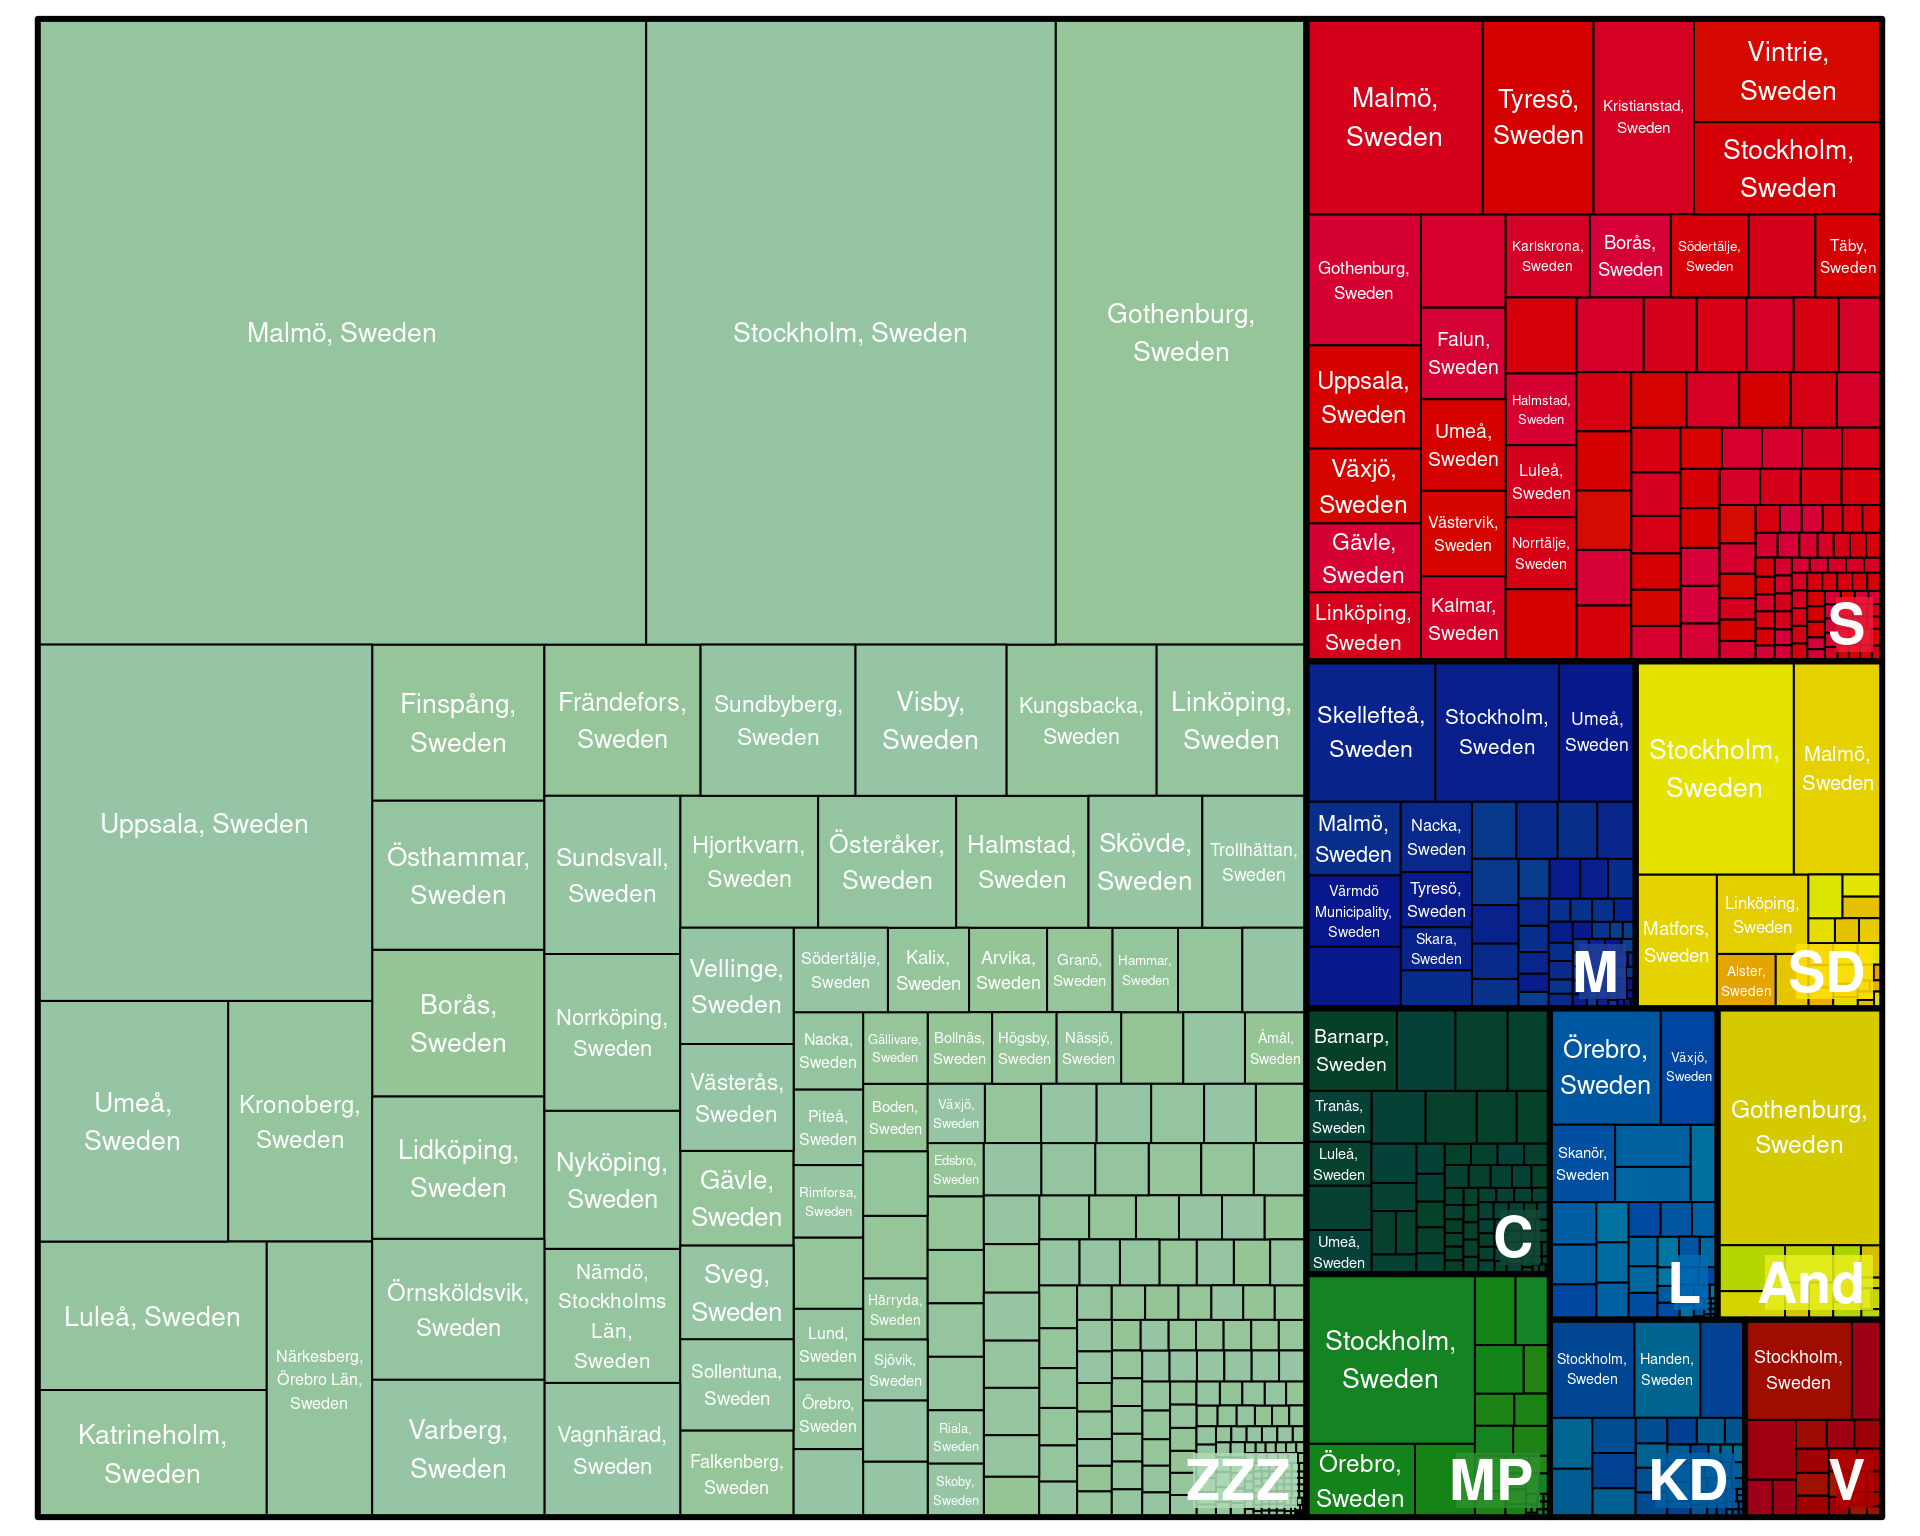 Malmö, Sweden
Stockholm, Sweden
Gothenburg,
Sweden
Uppsala, Sweden
Umeå,
Sweden
Kronoberg,
Sweden
Luleå, Sweden
Katrineholm,
Sweden
Närkesberg,
Örebro Län,
Sweden
Finspång,
Sweden
Östhammar,
Sweden
Borås,
Sweden
Lidköping,
Sweden
Örnsköldsvik,
Sweden
Varberg,
Sweden
Frändefors,
Sweden
Sundbyberg,
Sweden
Visby,
Sweden
Kungsbacka,
Sweden
Linköping,
Sweden
Sundsvall,
Sweden
Norrköping,
Sweden
Nyköping,
Sweden
Nämdö,
Stockholms
Län,
Sweden
Vagnhärad,
Sweden
Hjortkvarn,
Sweden
Österåker,
Sweden
Halmstad,
Sweden
Skövde,
Sweden
Trollhättan,
Sweden
Vellinge,
Sweden
Västerås,
Sweden
Gävle,
Sweden
Sveg,
Sweden
Sollentuna,
Sweden
Falkenberg,
Sweden
Södertälje,
Sweden
Kalix,
Sweden
Arvika,
Sweden
Granö,
Sweden
Hammar,
Sweden
Nacka,
Sweden
Piteå,
Sweden
Rimforsa,
Sweden
Lund,
Sweden
Örebro,
Sweden
Gällivare,
Sweden
Boden,
Sweden
Härryda,
Sweden
Sjövik,
Sweden
Bollnäs,
Sweden
Högsby,
Sweden
Nässjö,
Sweden
Åmål,
Sweden
Växjö,
Sweden
Edsbro,
Sweden
Riala,
Sweden
Skoby,
Sweden
ZZZ
Malmö,
Sweden
Tyresö,
Sweden
Kristianstad,
Sweden
Vintrie,
Sweden
Stockholm,
Sweden
Gothenburg,
Sweden
Uppsala,
Sweden
Växjö,
Sweden
Gävle,
Sweden
Linköping,
Sweden
Falun,
Sweden
Umeå,
Sweden
Västervik,
Sweden
Kalmar,
Sweden
Karlskrona,
Sweden
Borås,
Sweden
Södertälje,
Sweden
Täby,
Sweden
Halmstad,
Sweden
Luleå,
Sweden
Norrtälje,
Sweden
S
Skellefteå,
Sweden
Stockholm,
Sweden
Umeå,
Sweden
Malmö,
Sweden
Värmdö
Municipality,
Sweden
Nacka,
Sweden
Tyresö,
Sweden
Skara,
Sweden
M
Stockholm,
Sweden
Malmö,
Sweden
Matfors,
Sweden
Linköping,
Sweden
Alster,
Sweden
SD
Barnarp,
Sweden
Tranås,
Sweden
Luleå,
Sweden
Umeå,
Sweden
C
Örebro,
Sweden
Växjö,
Sweden
Skanör,
Sweden
L
Gothenburg,
Sweden
And
Stockholm,
Sweden
Örebro,
Sweden
MP
Stockholm,
Sweden
Handen,
Sweden
KD
Stockholm,
Sweden
V